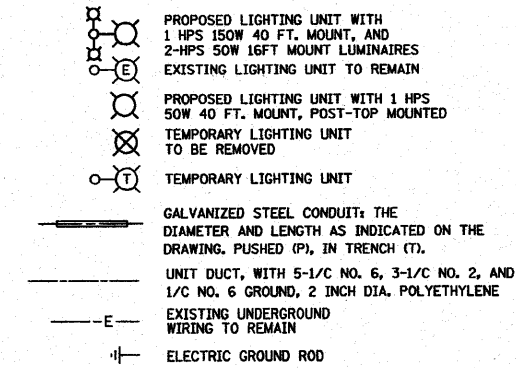 PROPOSED LIGHTING UNIT WITH
1 HPS 150W 40 FT. MOUNT, AND
2-HPS 50W 16FT MOUNT LUMINAIRES
E EXISTING LIGHTING UNIT TO REMAIN
PROPOSED LIGHTING UNIT WITH 1 HPS
50W 40 FT. MOUNT, POST-TOP MOUNTED
TEMPORARY LIGHTING UNIT
TO BE REMOVED
T TEMPORARY LIGHTING UNIT
GALVANIZED STEEL CONDUIT: THE
DIAMETER AND LENGTH AS INDICATED ON THE
DRAWING. PUSHED (P), IN TRENCH (T).
UNIT DUCT, WITH 5-1/C NO. 6, 3-1/C NO. 2, AND
1/C NO. 6 GROUND, 2 INCH DIA. POLYETHYLENE
E EXISTING UNDERGROUND
WIRING TO REMAIN
ELECTRIC GROUND ROD